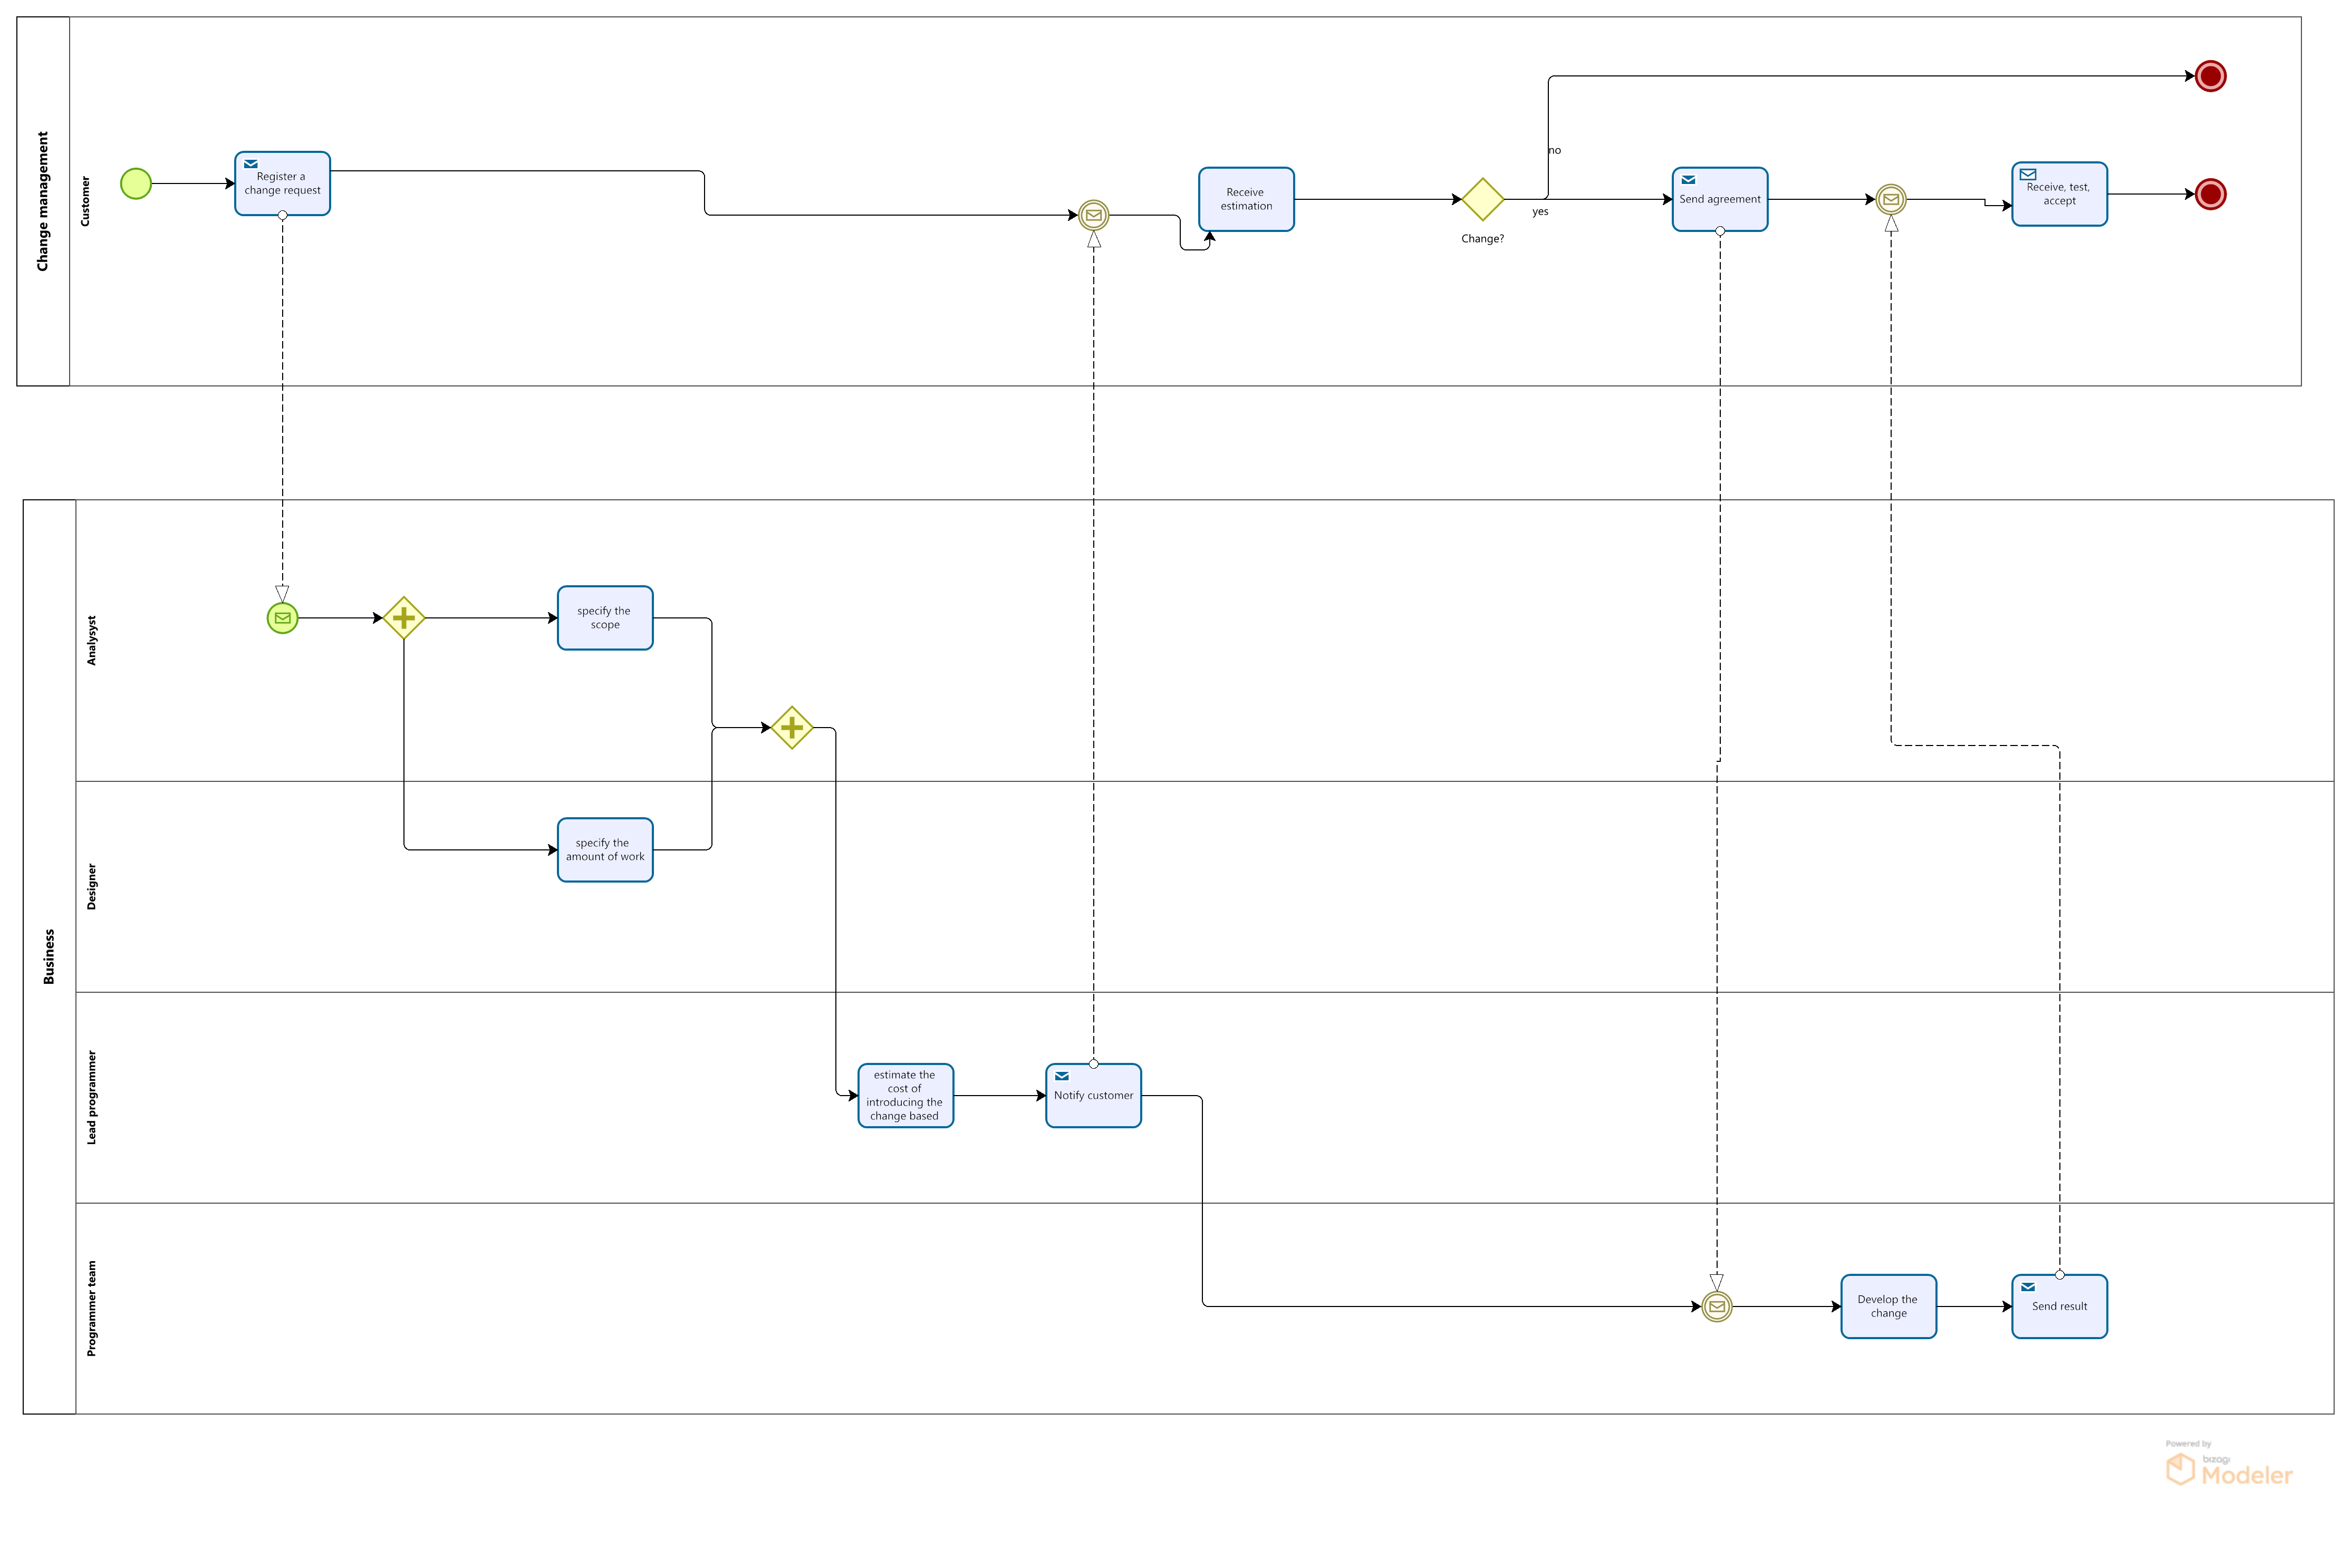 Change management
Customer
Register a
change request
Receive
estimation
Change?
no
yes
Send agreement
Receive, test,
accept
Business
Analysyst
specify the
scope
Designer
specify the
amount of work
Lead programmer
estimate the
cost of
introducing the
change based
Notify customer
Programmer team
Develop the
change
Send result
Powered by
bizagi
Modeler